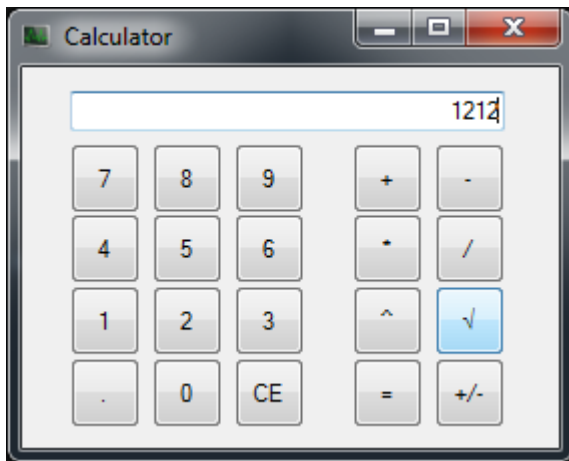 Calculator
1212
7 8 9 + -
4 5 6 * /
1 2 3 ^ √
. 0 CE = +/-